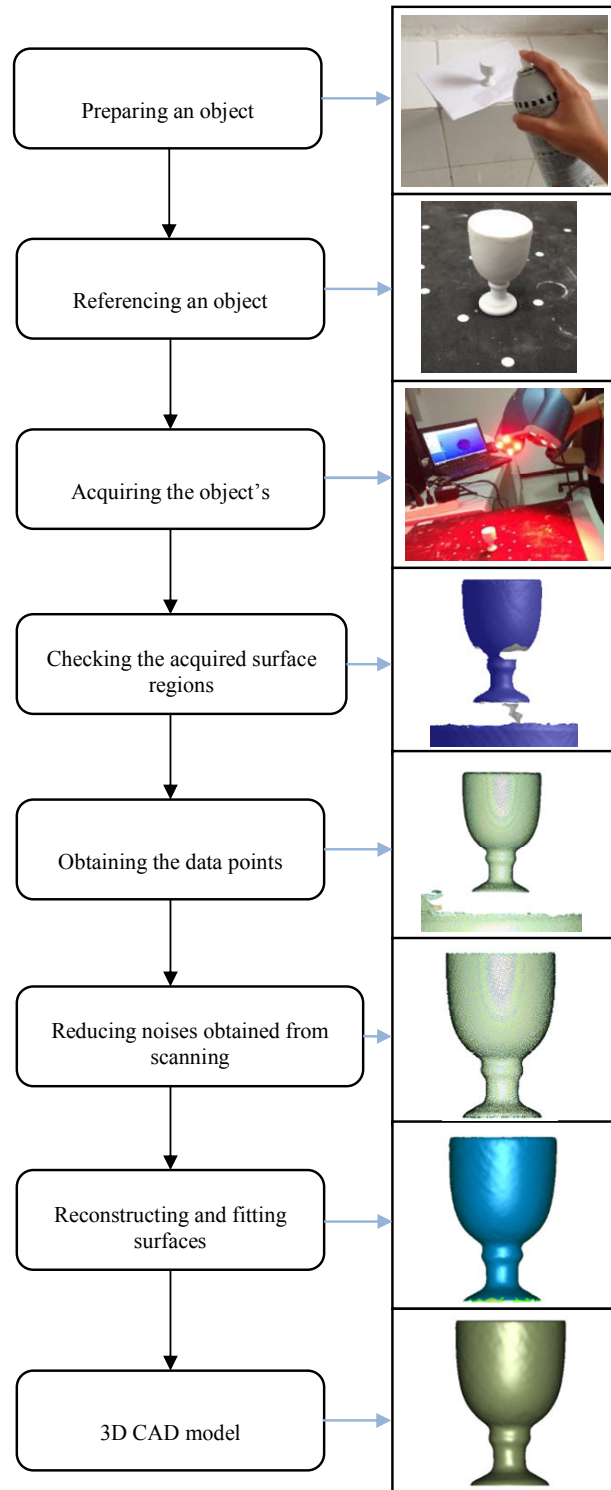 Preparing an object
Referencing an object
Acquiring the object’s
Checking the acquired surface
regions
Obtaining the data points
Reducing noises obtained from
scanning
Reconstructing and fitting
surfaces
3D CAD model